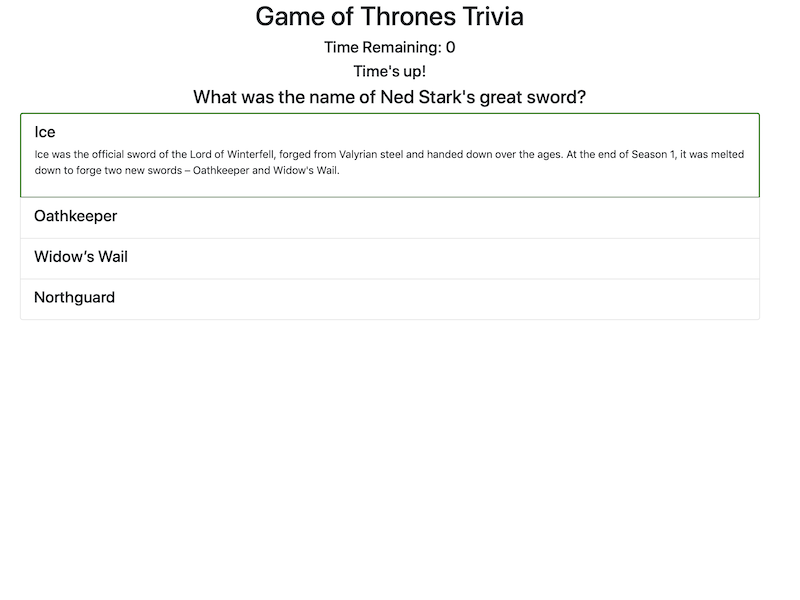 Game of Thrones Trivia
Time Remaining: 0
Time's up!
What was the name of Ned Stark's great sword?
Ice
Ice was the official sword of the Lord of Winterfell, forged from Valyrian steel and handed down over the ages. At the end of Season 1, it was melted
down to forge two new swords – Oathkeeper and Widow's Wail.
Oathkeeper
Widow’s Wail
Northguard